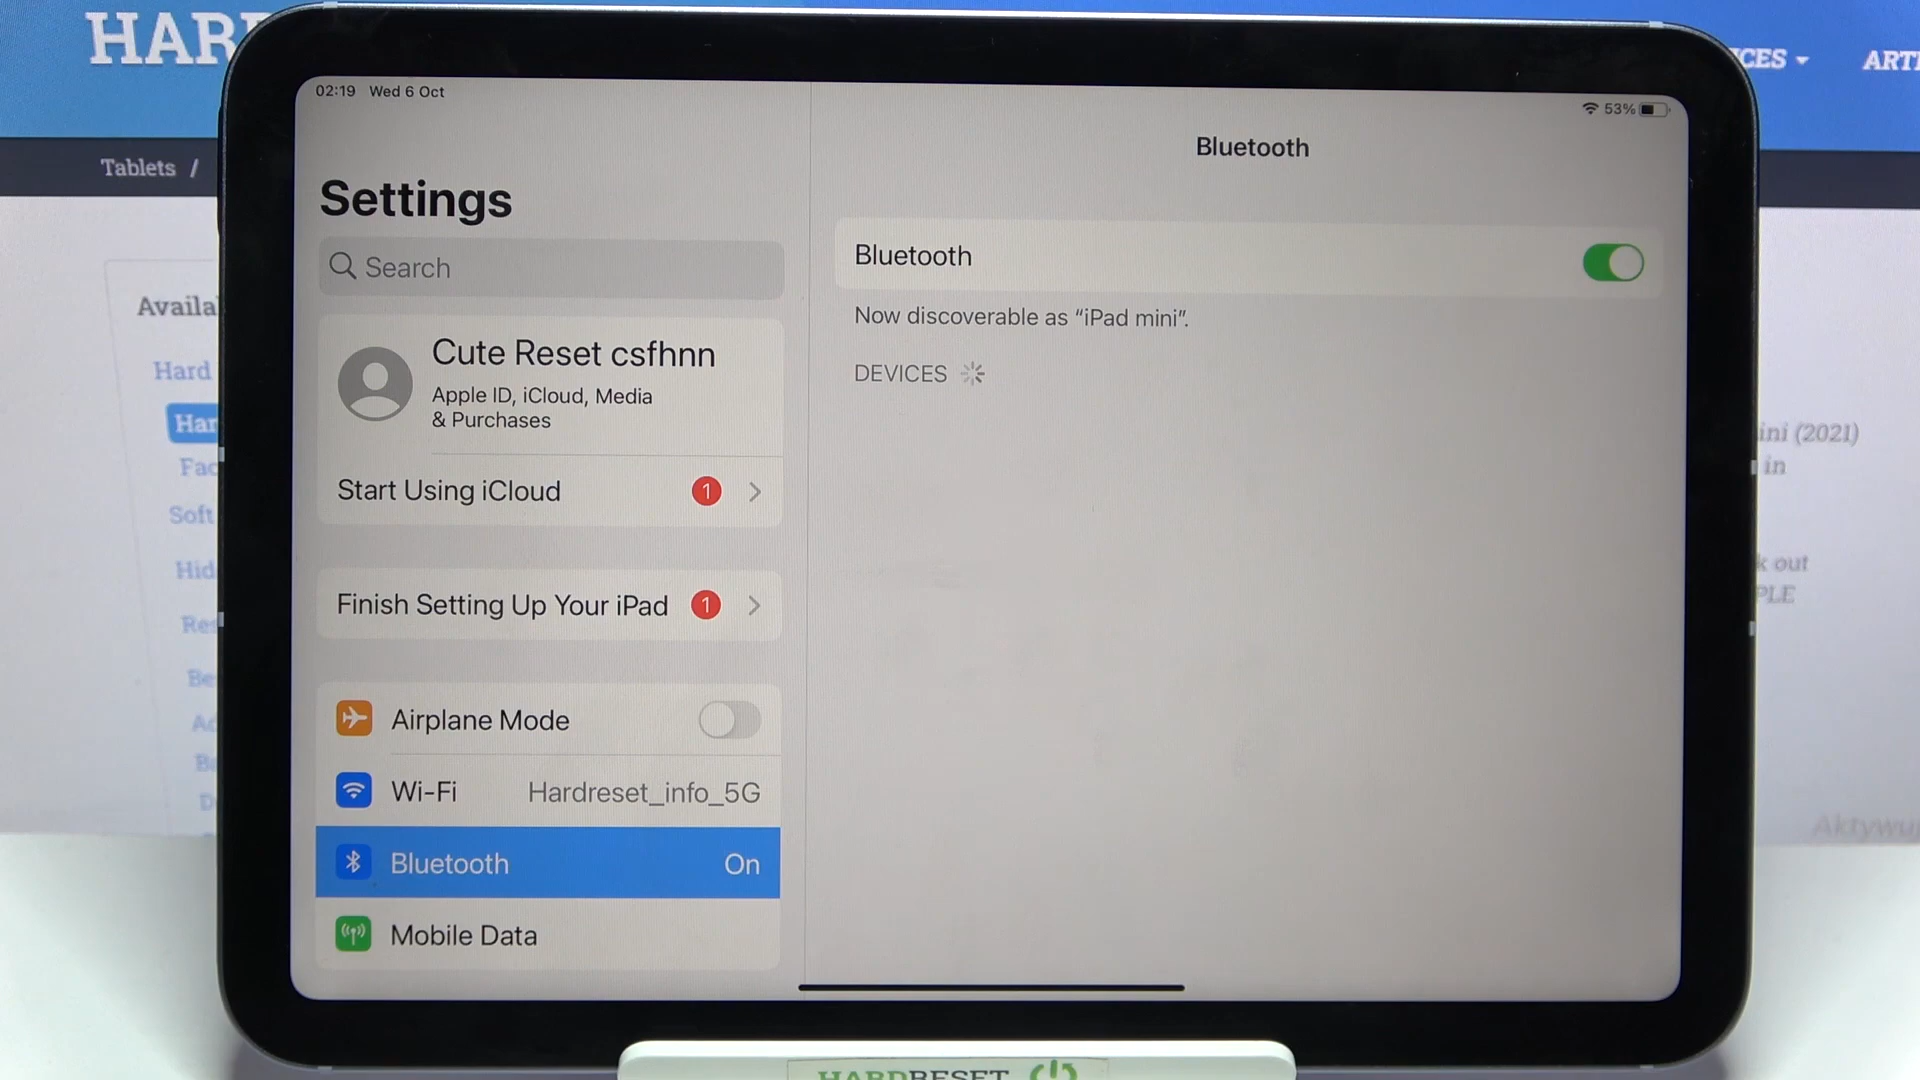 02:19 Wed 6 Oct
53%
Settings
Search
Cute Reset csfhnn
Apple ID, iCloud, Media
& Purchases
Start Using iCloud 1
Finish Setting Up Your iPad 1
Airplane Mode
Wi-Fi Hardreset_info_5G
Bluetooth On
Mobile Data
Bluetooth
Bluetooth
Now discoverable as “iPad mini”.
DEVICES
Tablets /
Hard
Soft
ini (2021)
in
k out
HARDRESET